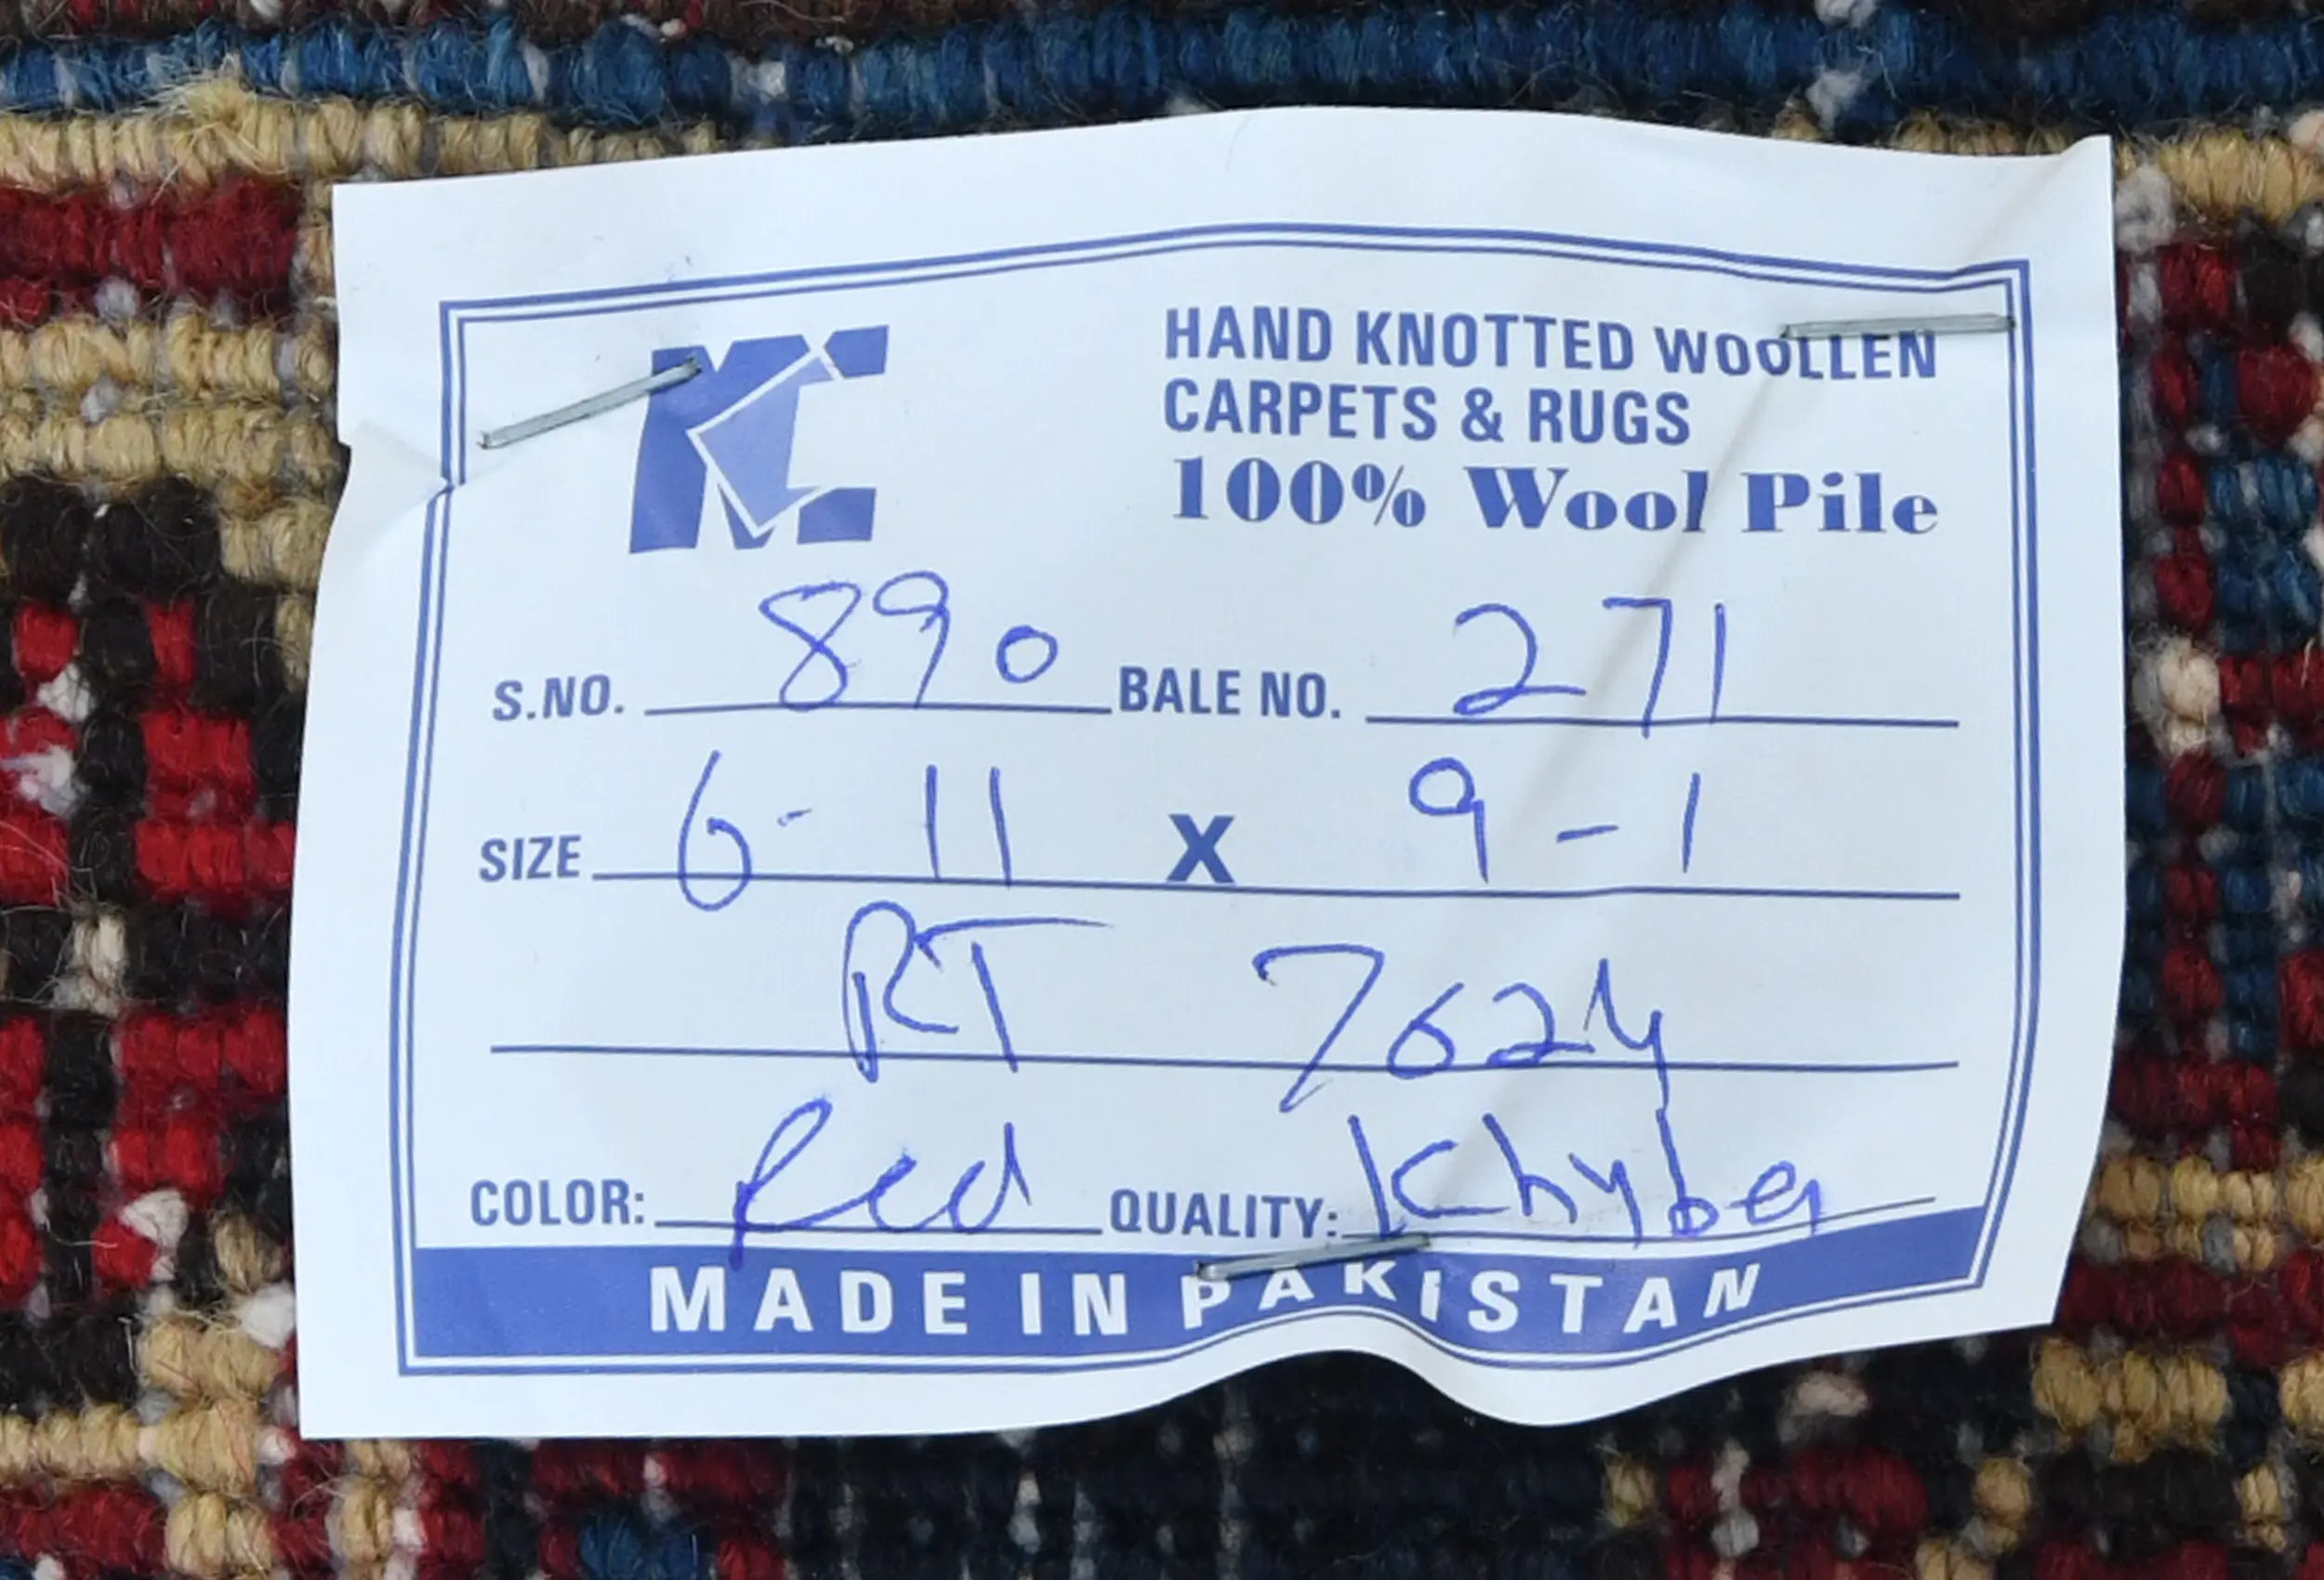 HAND KNOTTED WOOLLEN
CARPETS & RUGS
100% Wool Pile
S.NO. 890 BALE NO. 271
SIZE 6-11 X 9-1
RT 7624
COLOR: Red QUALITY: Khyber
MADE IN PAKISTAN